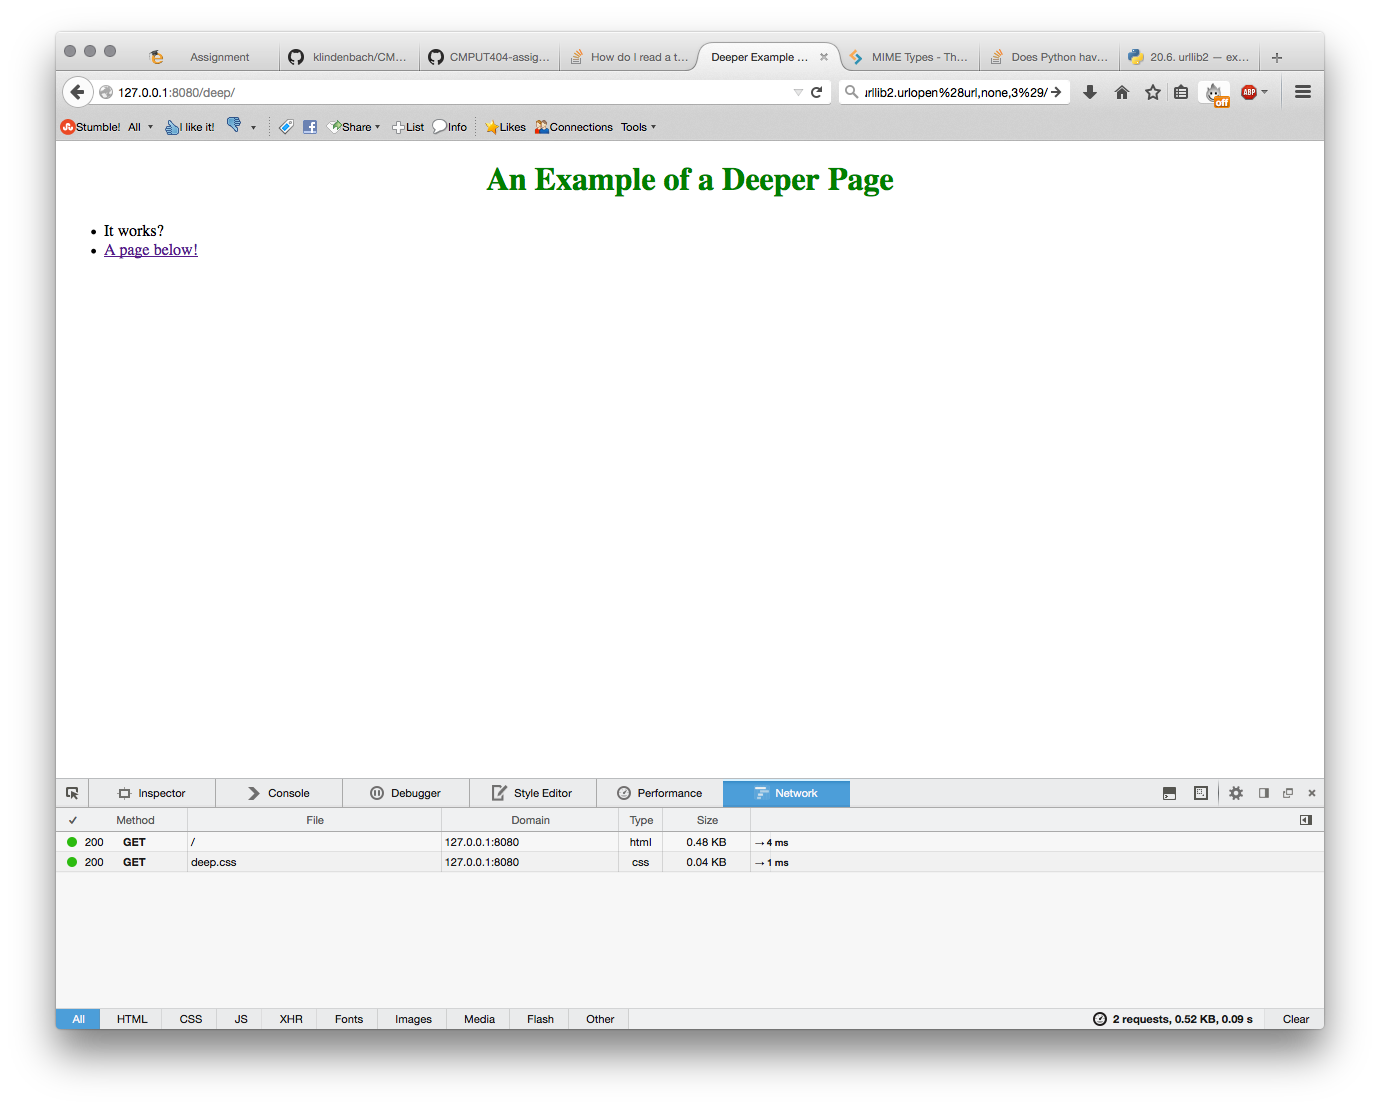 Assignment klindenbach/CM... CMPUT404-assig... How do I read a t... Deeper Example ... MIME Types - Th... Does Python hav... 20.6. urllib2 — ex...
127.0.0.1:8080/deep/ urllib2.urlopen%28url,none,3%29/ off ABP
Stumble! All I like it! Share List Info Likes Connections Tools
An Example of a Deeper Page
It works?
A page below!
Inspector Console Debugger Style Editor Performance Network
✓ Method File Domain Type Size
200 GET / 127.0.0.1:8080 html 0.48 KB → 4 ms
200 GET deep.css 127.0.0.1:8080 css 0.04 KB → 1 ms
All HTML CSS JS XHR Fonts Images Media Flash Other 2 requests, 0.52 KB, 0.09 s Clear